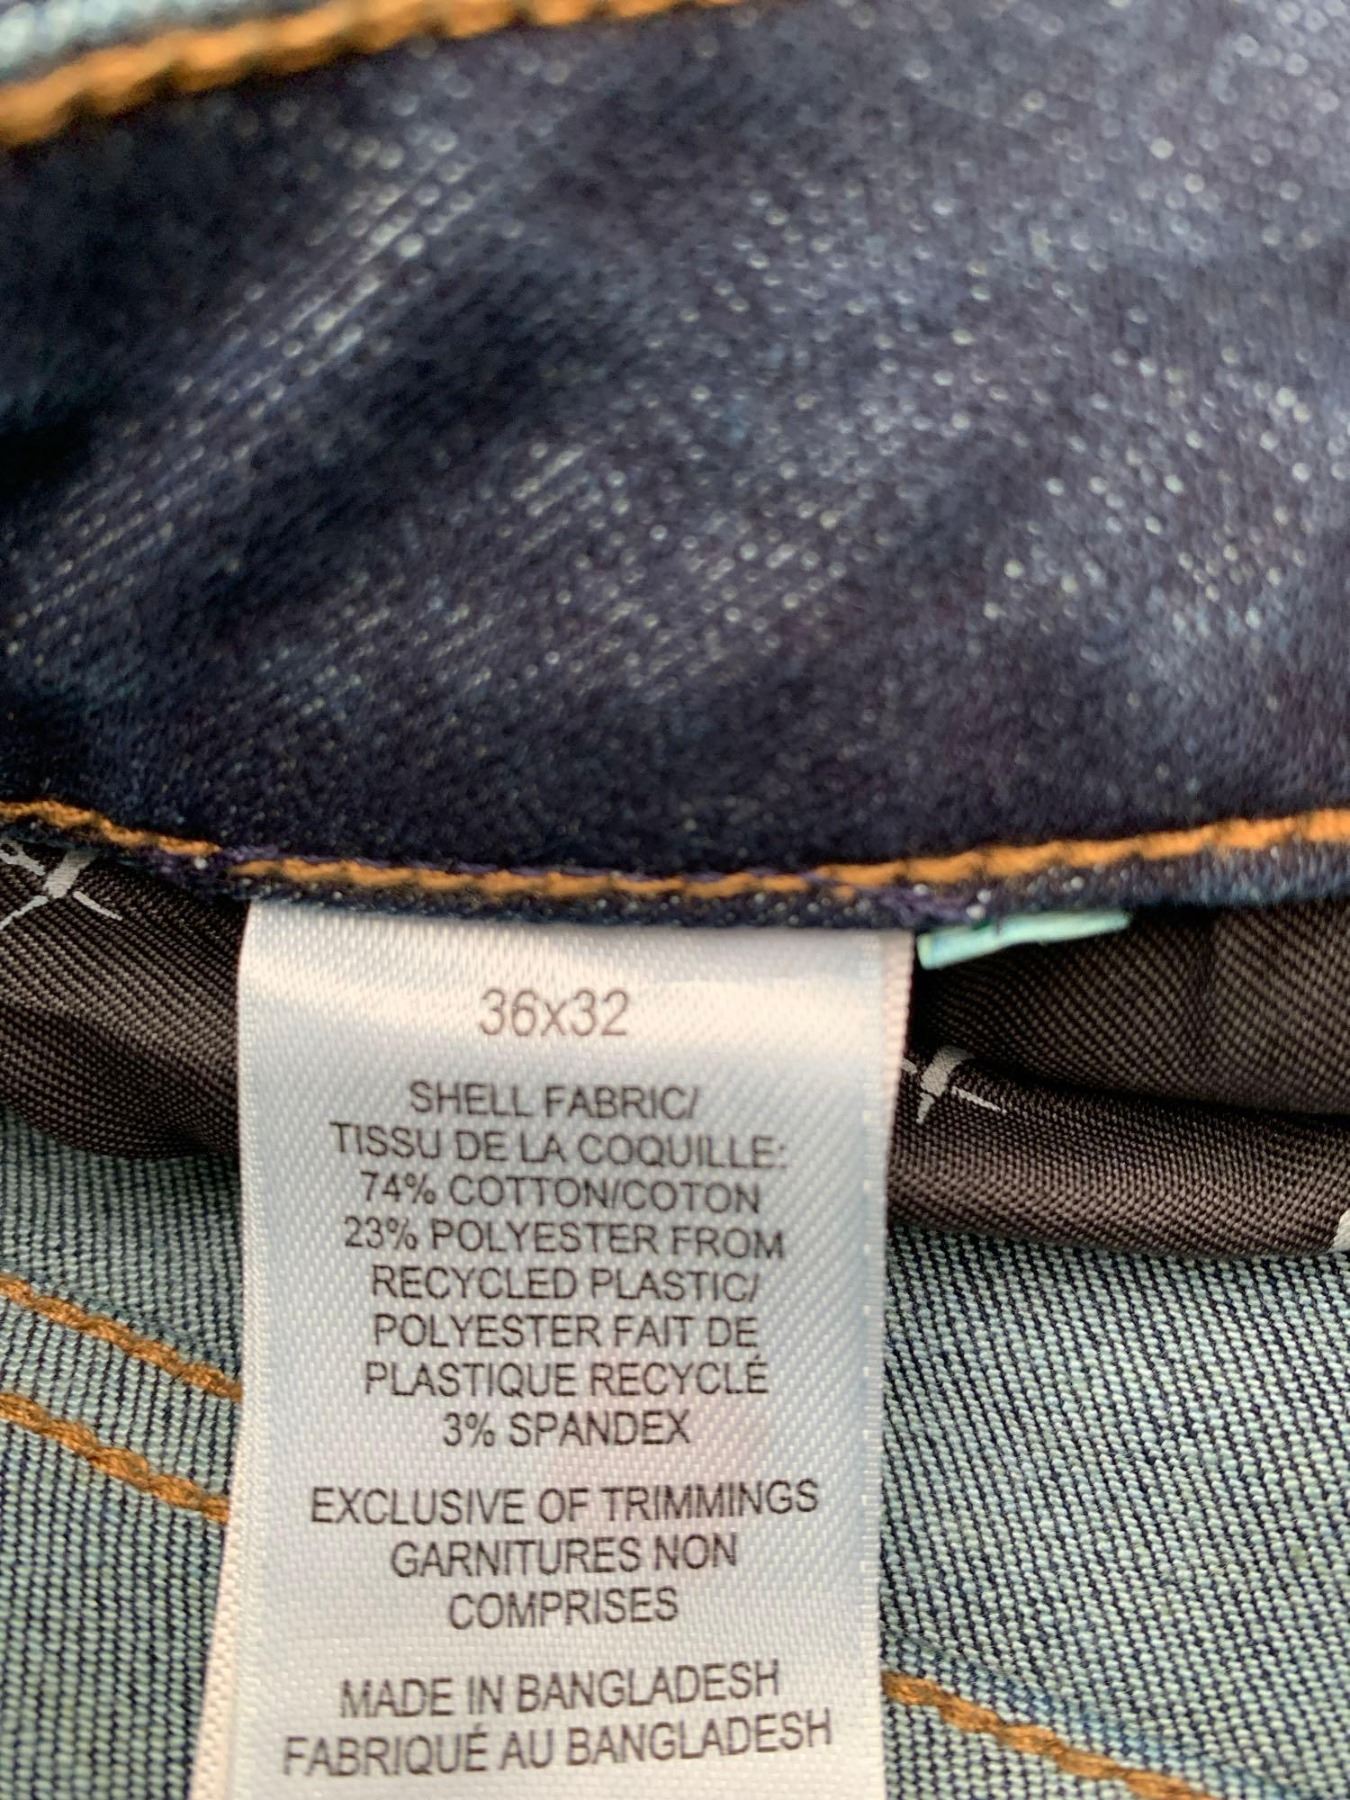 36x32
SHELL FABRIC/
TISSU DE LA COQUILLE:
74% COTTON/COTON
23% POLYESTER FROM
RECYCLED PLASTIC/
POLYESTER FAIT DE
PLASTIQUE RECYCLÉ
3% SPANDEX
EXCLUSIVE OF TRIMMINGS
GARNITURES NON
COMPRISES
MADE IN BANGLADESH
FABRIQUÉ AU BANGLADESH